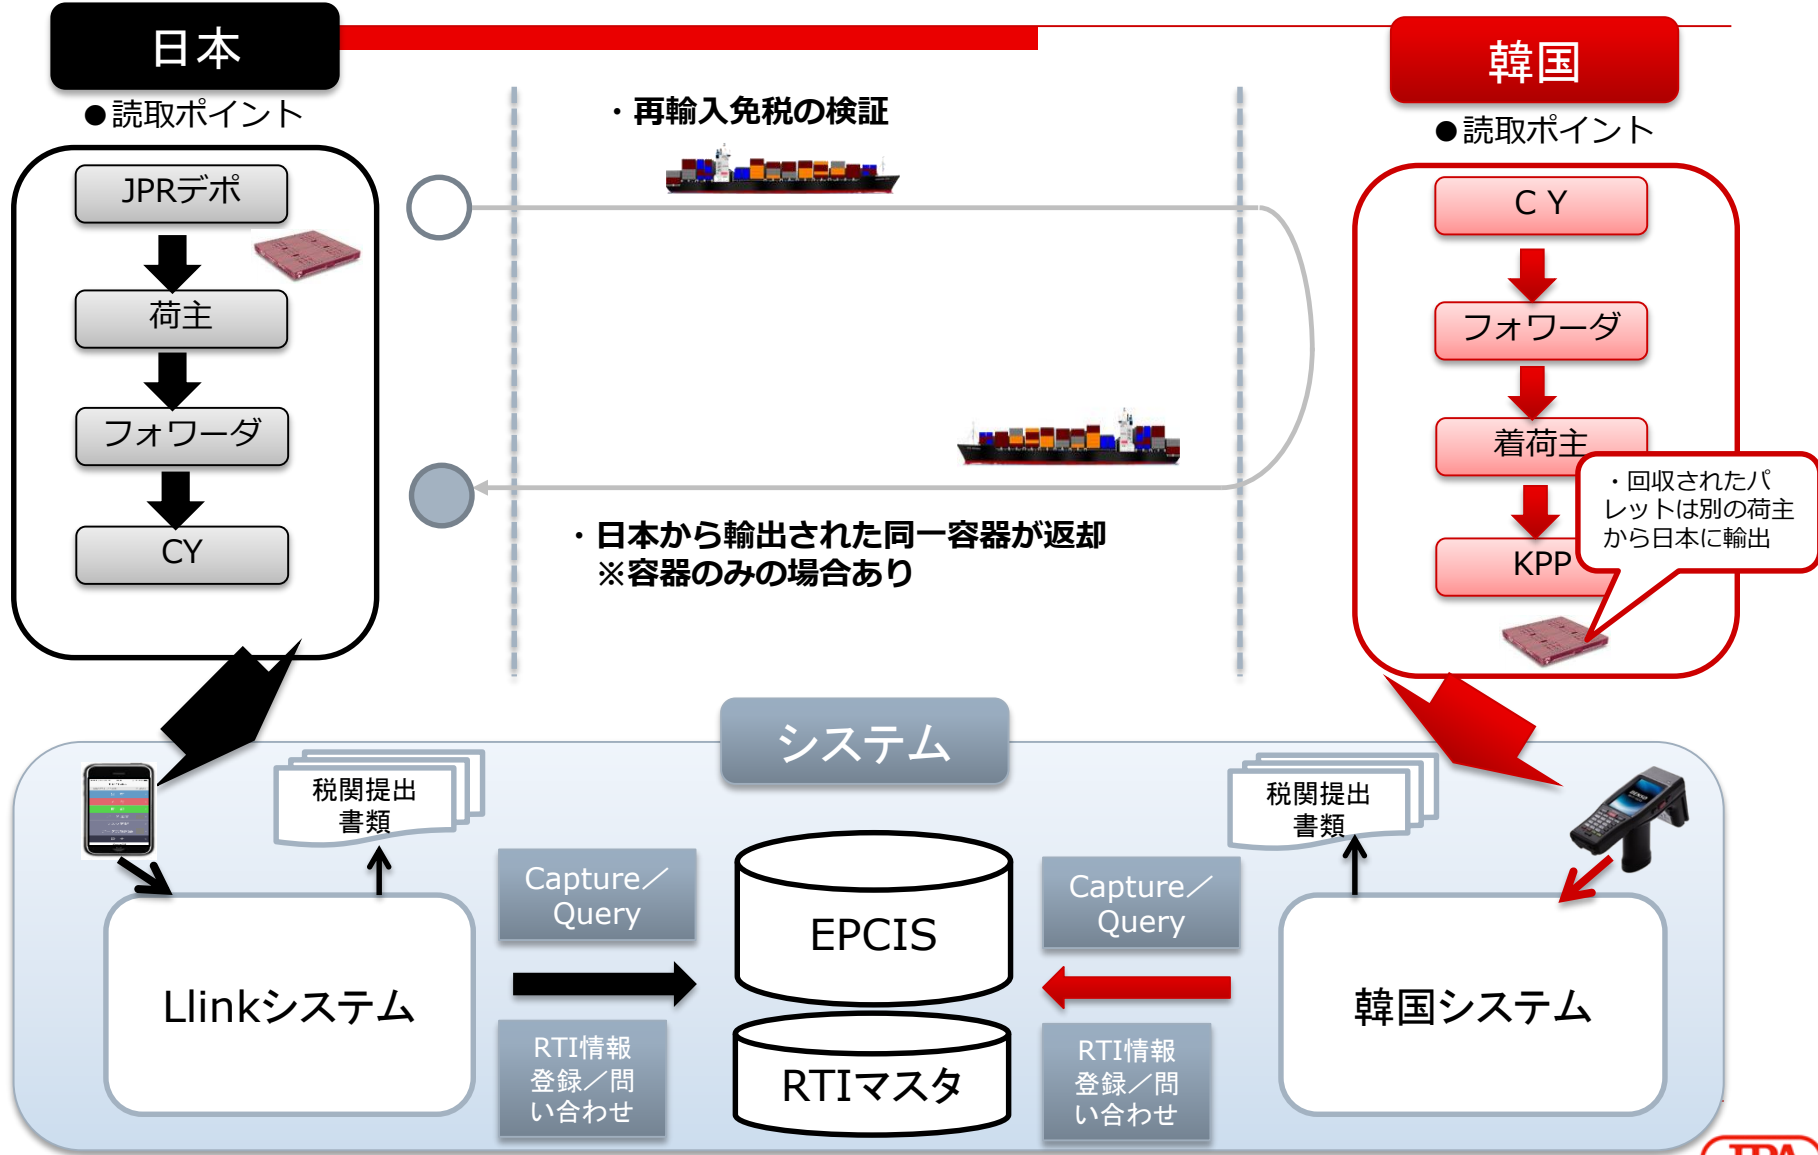 日本
韓国
●読取ポイント
・再輸入免税の検証
●読取ポイント
JPRデポ
荷主
フォワーダ
CY
ＣＹ
フォワーダ
着荷主
KPP
・回収されたパ
レットは別の荷主
から日本に輸出
・日本から輸出された同一容器が返却
※容器のみの場合あり
システム
税関提出
書類
税関提出
書類
Capture／
Query
EPCIS
Capture／
Query
Llinkシステム
韓国システム
RTI情報
登録／問
い合わせ
RTIマスタ
RTI情報
登録／問
い合わせ